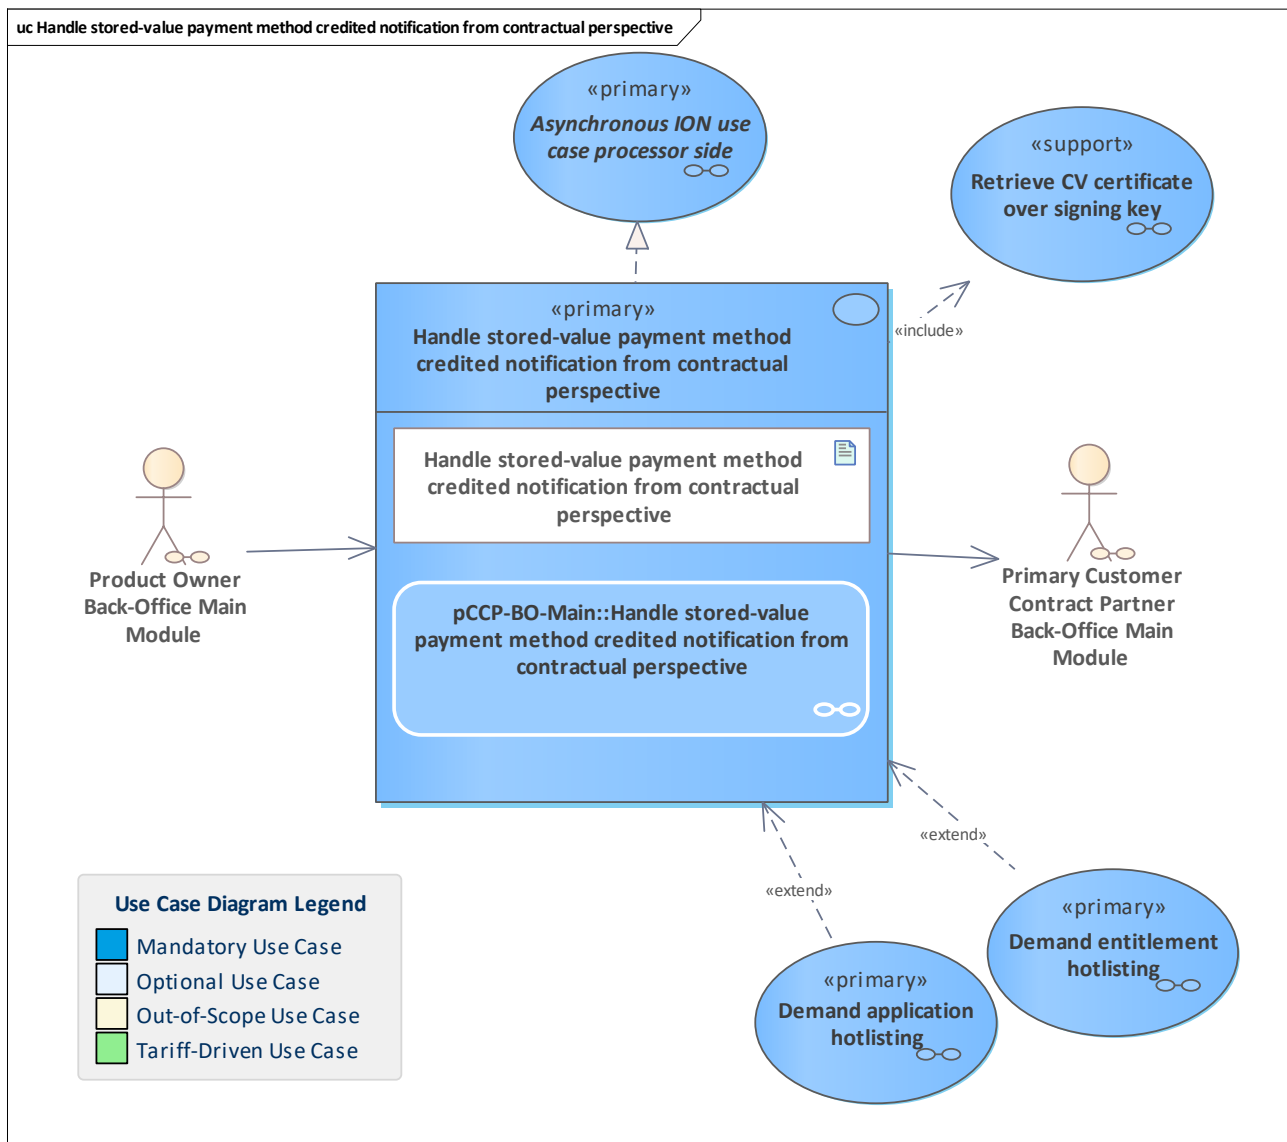 uc Handle stored-value payment method credited notification from contractual perspective
«primary»
Asynchronous ION use
case processor side
«support»
Retrieve CV certificate
over signing key
«include»
«primary»
Handle stored-value payment method
credited notification from contractual
perspective
Handle stored-value payment method
credited notification from contractual
perspective
pCCP-BO-Main::Handle stored-value
payment method credited notification from
contractual perspective
Product Owner
Back-Office Main
Module
Primary Customer
Contract Partner
Back-Office Main
Module
«extend»
«extend»
«primary»
Demand entitlement
hotlisting
«primary»
Demand application
hotlisting
Use Case Diagram Legend
Mandatory Use Case
Optional Use Case
Out-of-Scope Use Case
Tariff-Driven Use Case